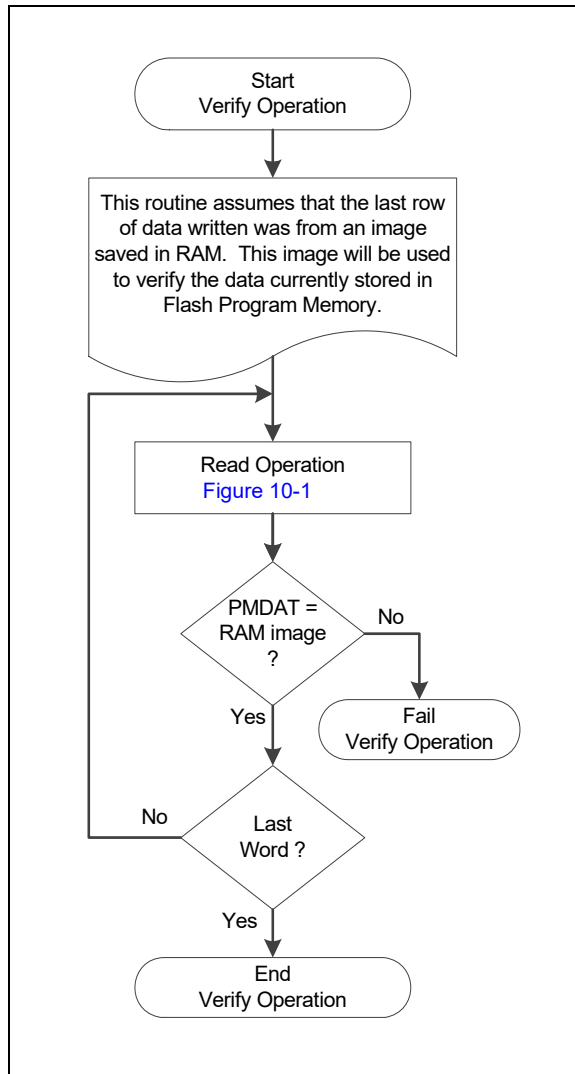 Start
Verify Operation
This routine assumes that the last row
of data written was from an image
saved in RAM. This image will be used
to verify the data currently stored in
Flash Program Memory.
Read Operation
Figure 10-1
PMDAT =
RAM image
?
No
Yes
Fail
Verify Operation
No
Last
Word ?
Yes
End
Verify Operation